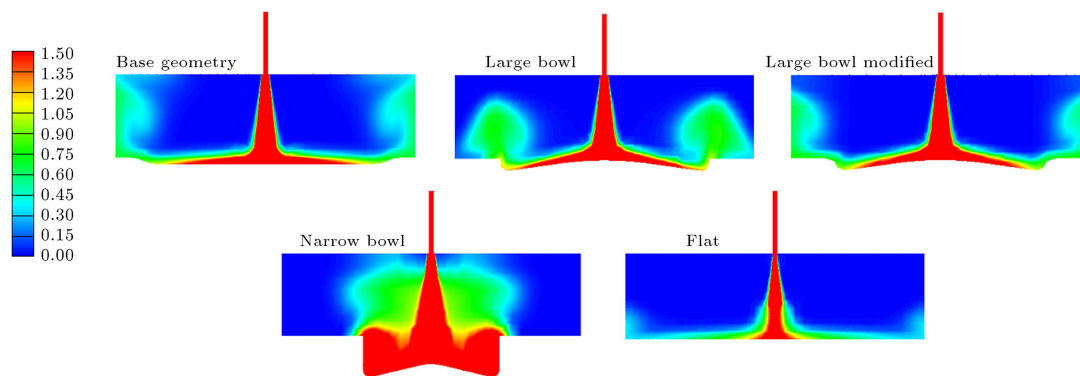 Base geometry
Large bowl
Large bowl modified
1.50
1.35
1.20
1.05
0.90
0.75
0.60
0.45
0.30
0.15
0.00
Narrow bowl
Flat